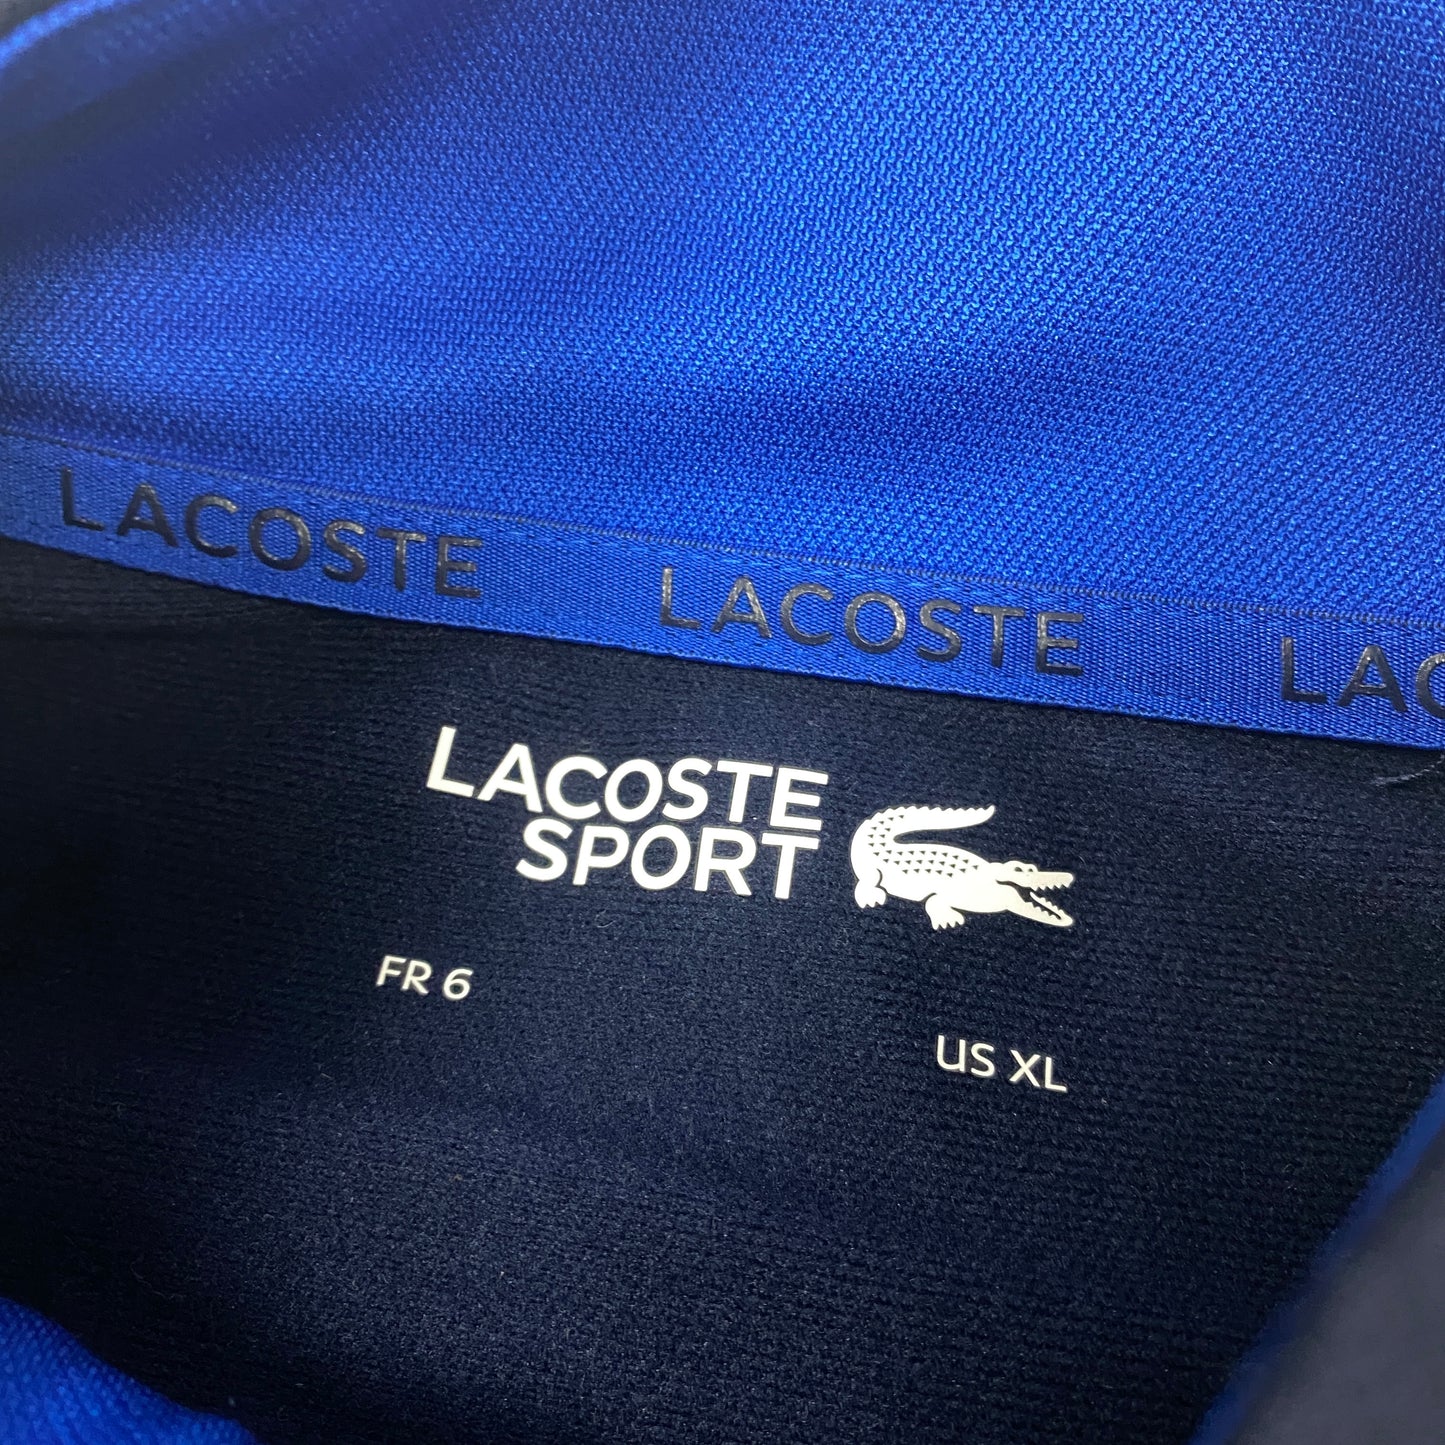 LACOSTE LACOSTE LAC
LACOSTE
SPORT
FR 6
US XL